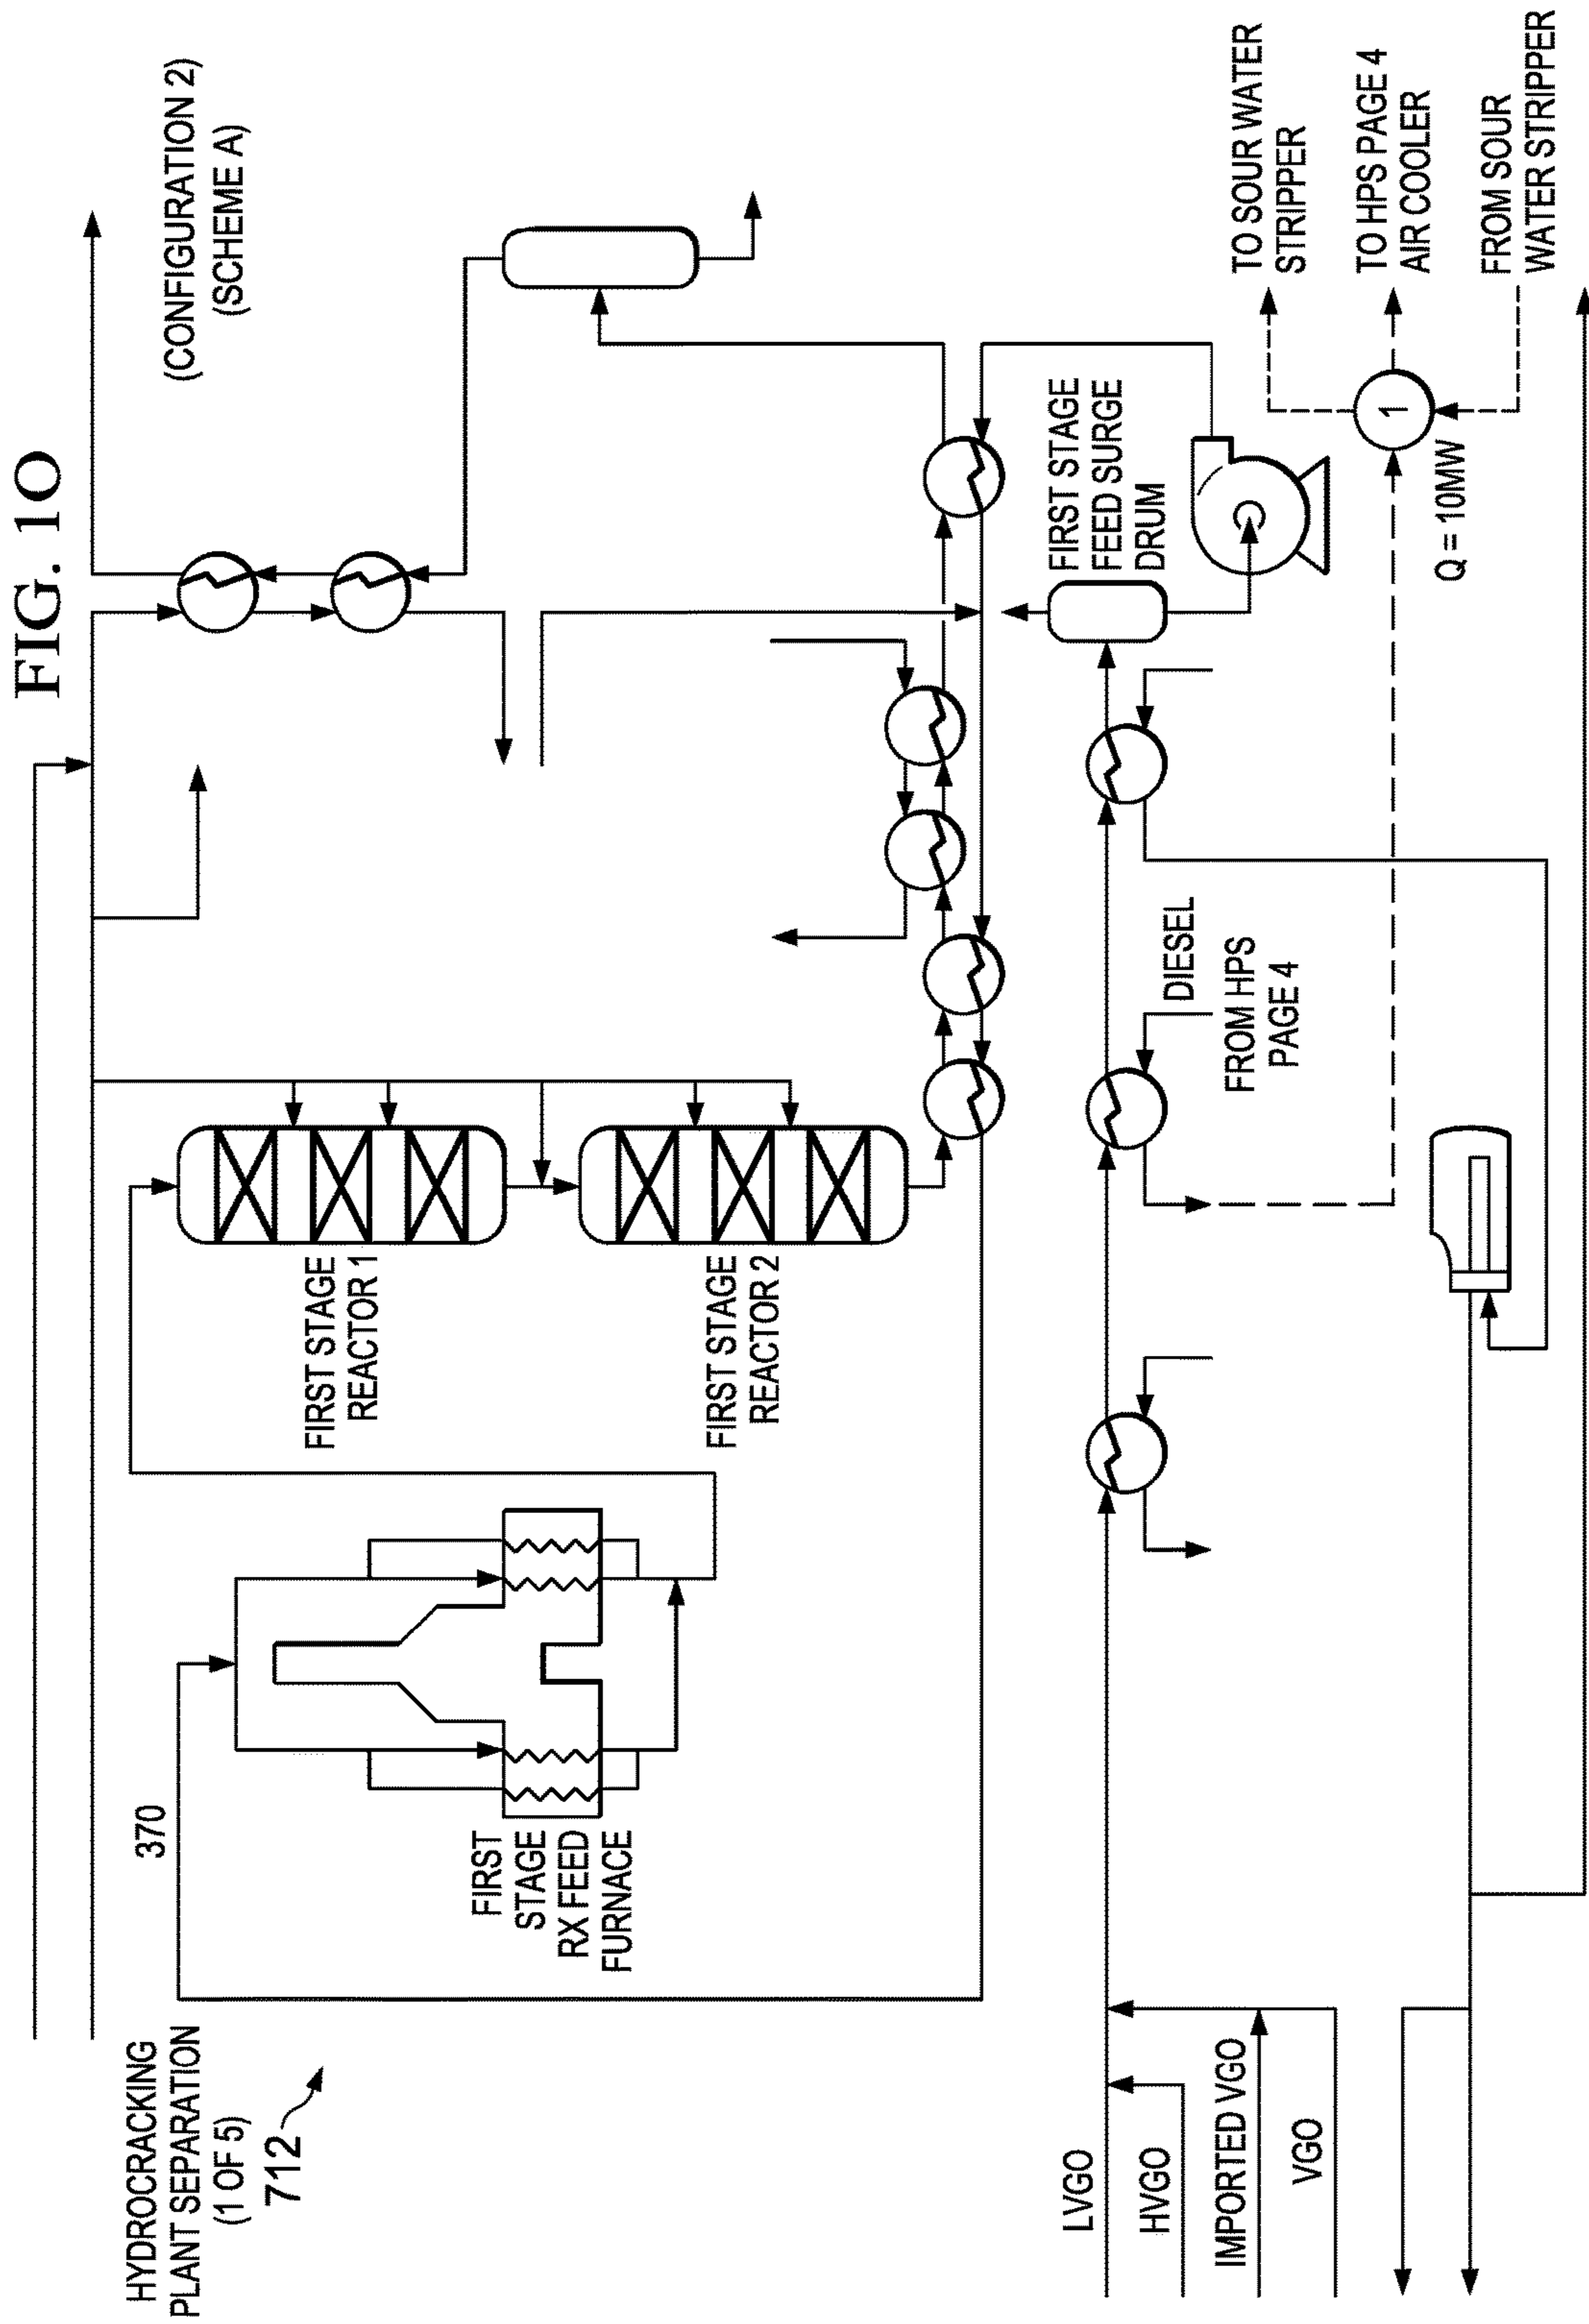 FIG. 1O
HYDROCRACKING
PLANT SEPARATION
(1 OF 5)
712
(CONFIGURATION 2)
(SCHEME A)
370
FIRST
STAGE
RX FEED
FURNACE
FIRST STAGE
REACTOR 1
FIRST STAGE
REACTOR 2
FIRST STAGE
FEED SURGE
DRUM
LVGO
HVGO
IMPORTED VGO
VGO
DIESEL
FROM HPS
PAGE 4
Q = 10MW
1
TO SOUR WATER
STRIPPER
TO HPS PAGE 4
AIR COOLER
FROM SOUR
WATER STRIPPER